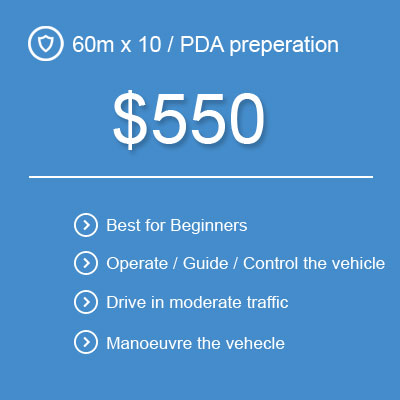 60m x 10 / PDA preperation
$550
Best for Beginners
Operate / Guide / Control the vehicle
Drive in moderate traffic
Manoeuvre the vehecle